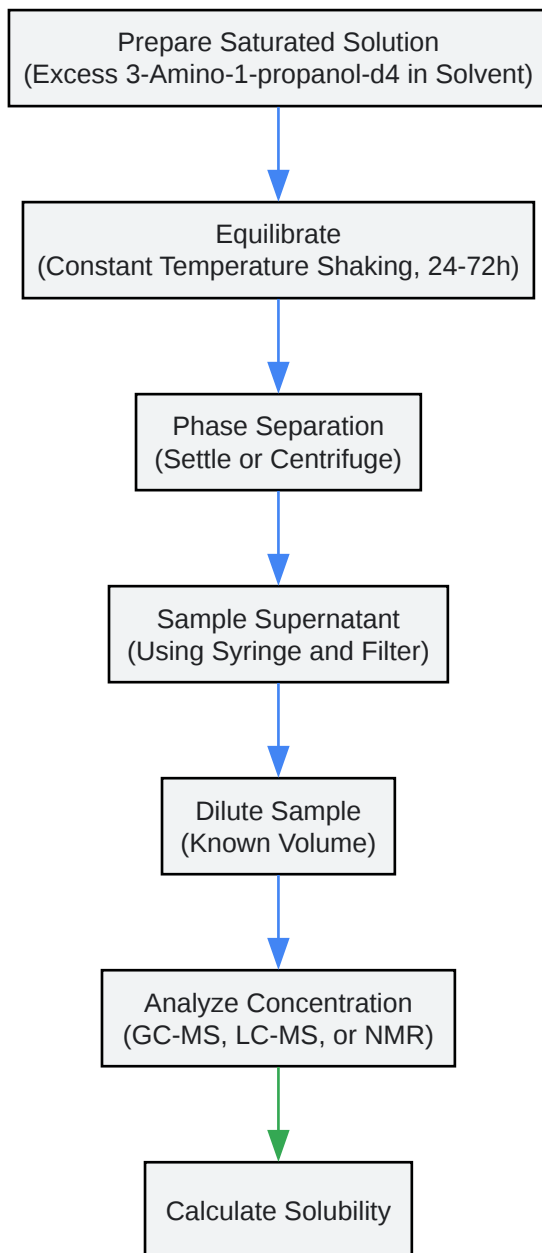 Prepare Saturated Solution
(Excess 3-Amino-1-propanol-d4 in Solvent)
Equilibrate
(Constant Temperature Shaking, 24-72h)
Phase Separation
(Settle or Centrifuge)
Sample Supernatant
(Using Syringe and Filter)
Dilute Sample
(Known Volume)
Analyze Concentration
(GC-MS, LC-MS, or NMR)
Calculate Solubility